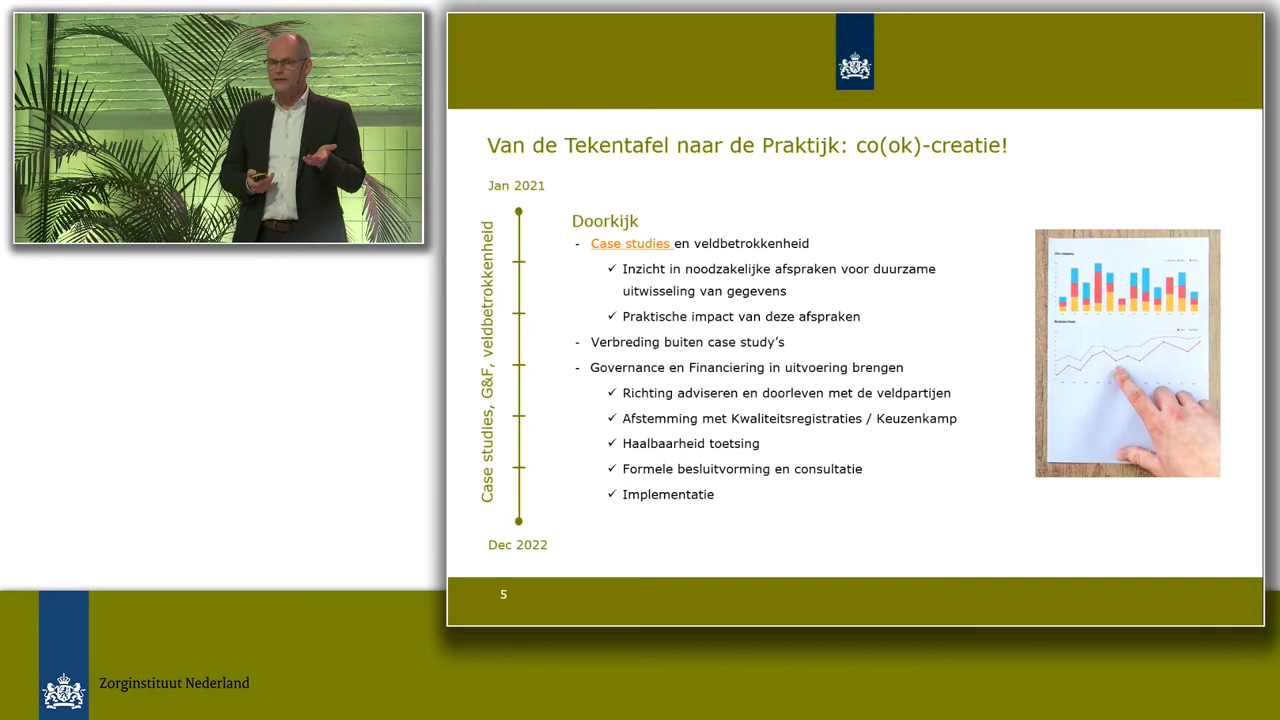 Van de Tekentafel naar de Praktijk: co(ok)-creatie!
Jan 2021
Case studies, G&F, veldbetrokkenheid
Dec 2022
Doorkijk
- Case studies en veldbetrokkenheid
✓ Inzicht in noodzakelijke afspraken voor duurzame
uitwisseling van gegevens
✓ Praktische impact van deze afspraken
- Verbreding buiten case study’s
- Governance en Financiering in uitvoering brengen
✓ Richting adviseren en doorleven met de veldpartijen
✓ Afstemming met Kwaliteitsregistraties / Keuzenkamp
✓ Haalbaarheid toetsing
✓ Formele besluitvorming en consultatie
✓ Implementatie
5
Zorginstituut Nederland